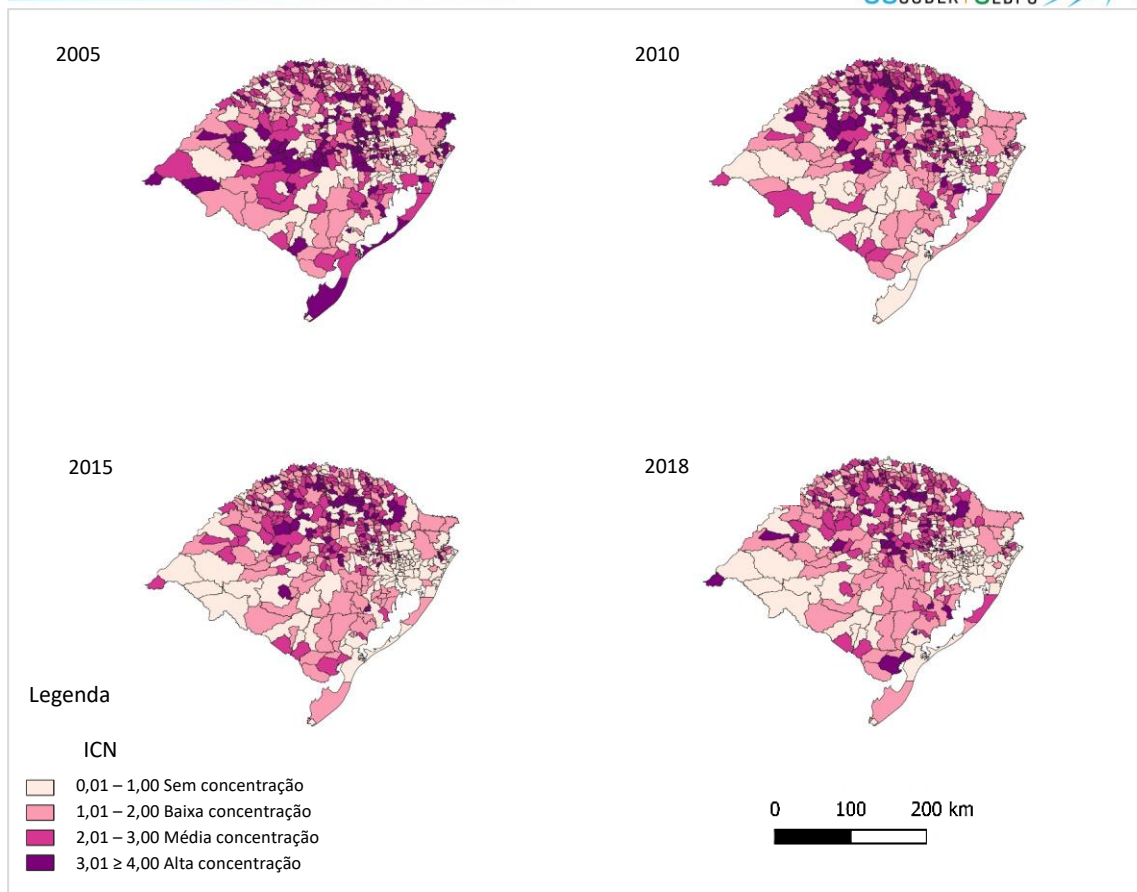 2005
2010
2015
2018
Legenda
ICN
0,01 – 1,00 Sem concentração
1,01 – 2,00 Baixa concentração
2,01 – 3,00 Média concentração
3,01 ≥ 4,00 Alta concentração
0 100 200 km